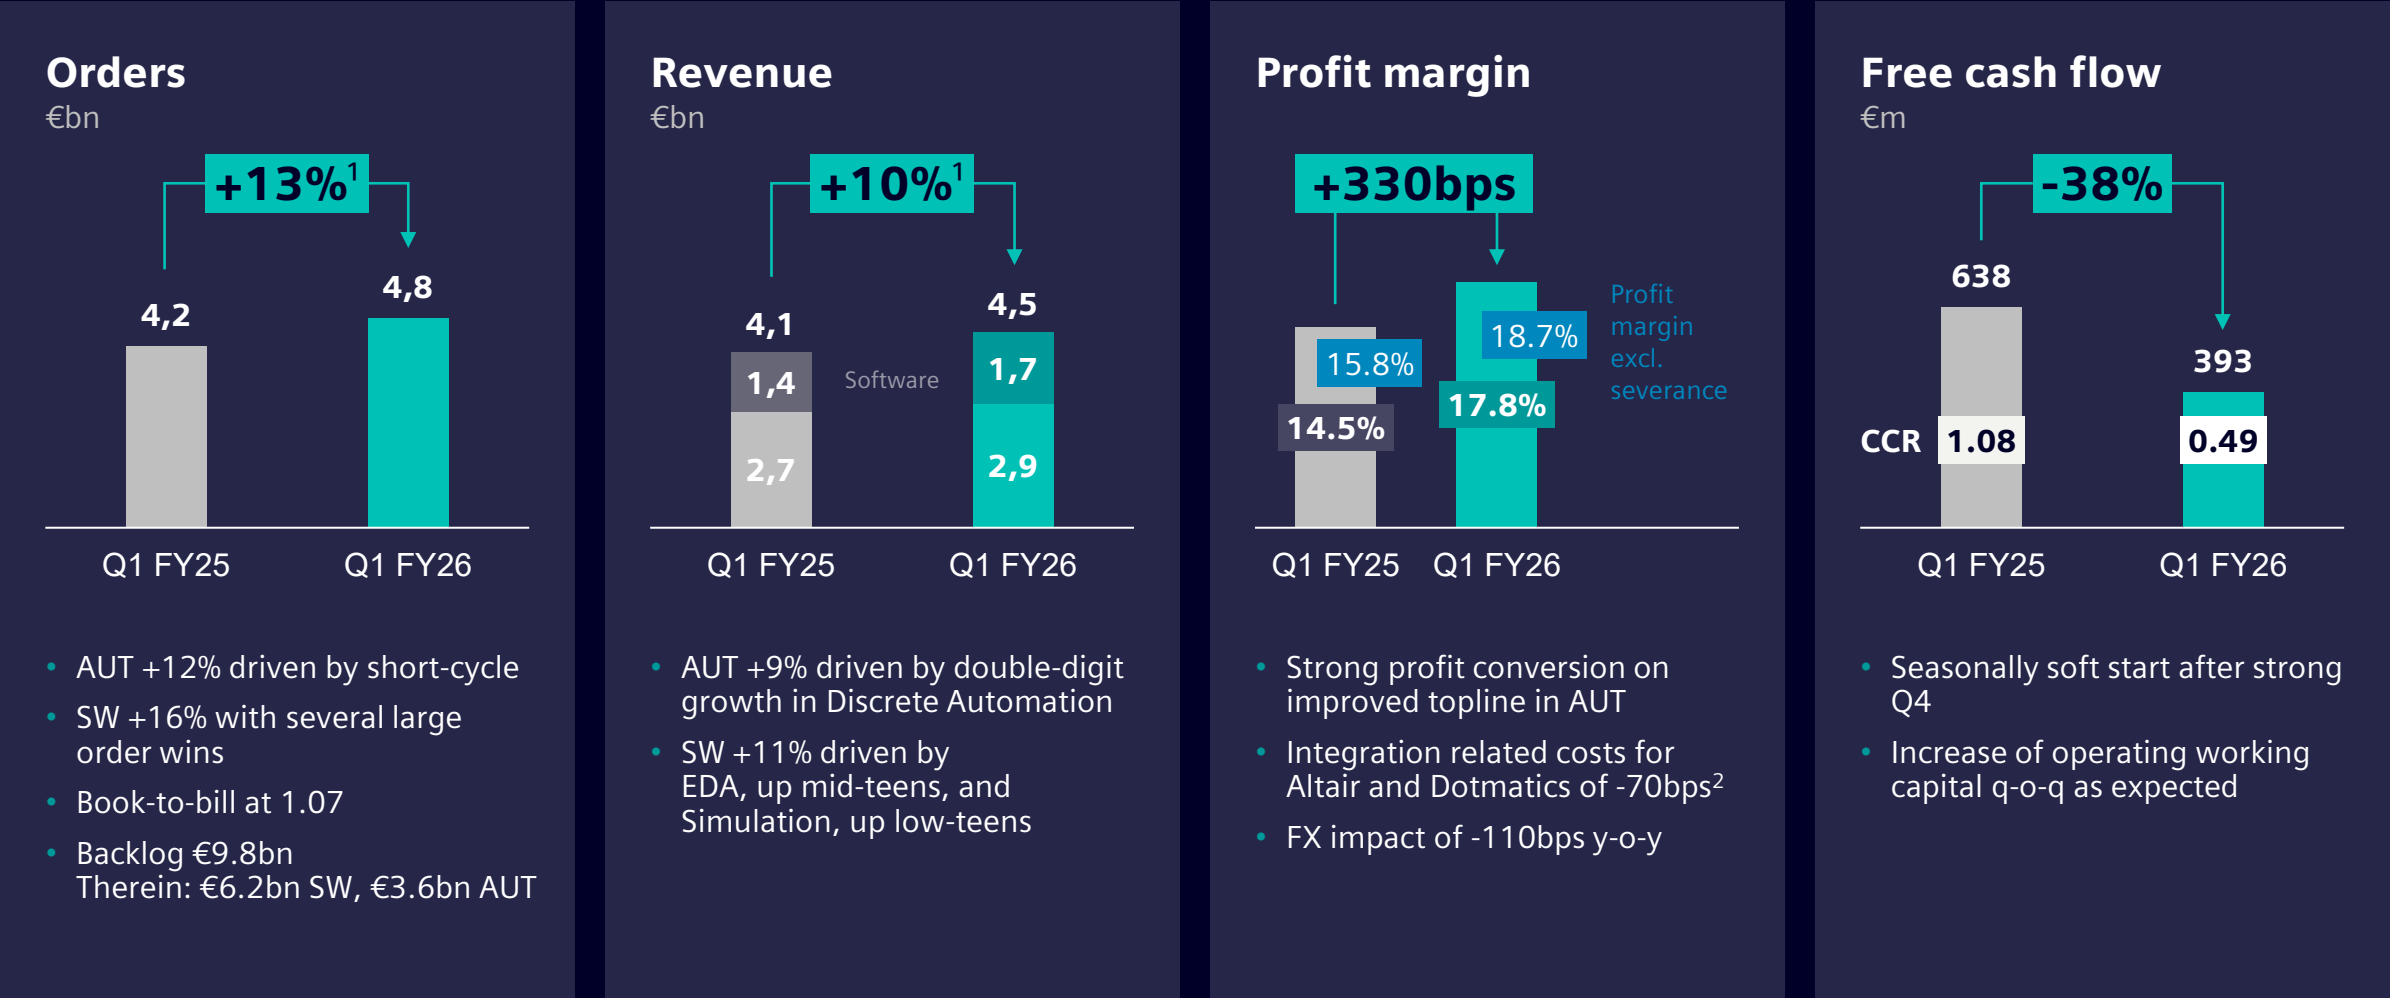 Orders
€bn
+13%¹
4,2
4,8
Q1 FY25
Q1 FY26
• AUT +12% driven by short-cycle
• SW +16% with several large
order wins
• Book-to-bill at 1.07
• Backlog €9.8bn
Therein: €6.2bn SW, €3.6bn AUT
Revenue
€bn
+10%¹
4,1
4,5
1,4
Software
1,7
2,7
2,9
Q1 FY25
Q1 FY26
• AUT +9% driven by double-digit
growth in Discrete Automation
• SW +11% driven by
EDA, up mid-teens, and
Simulation, up low-teens
Profit margin
+330bps
15.8%
18.7%
Profit
margin
excl.
severance
14.5%
17.8%
Q1 FY25
Q1 FY26
• Strong profit conversion on
improved topline in AUT
• Integration related costs for
Altair and Dotmatics of -70bps²
• FX impact of -110bps y-o-y
Free cash flow
€m
-38%
638
393
CCR
1.08
0.49
Q1 FY25
Q1 FY26
• Seasonally soft start after strong
Q4
• Increase of operating working
capital q-o-q as expected